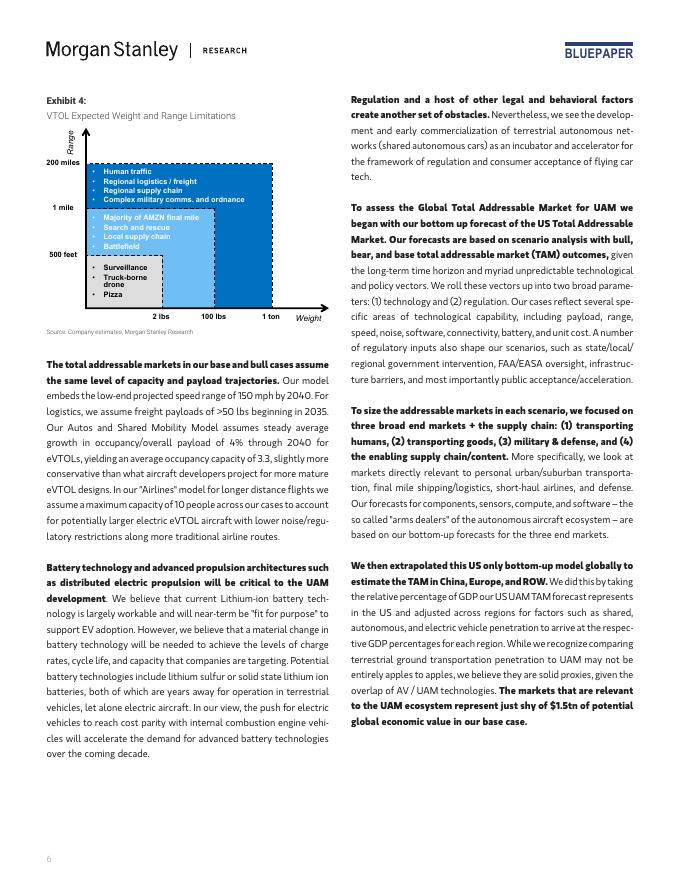 Morgan Stanley | RESEARCH
BLUEPAPER
Exhibit 4:
VTOL Expected Weight and Range Limitations
Range
200 miles
• Human traffic
• Regional logistics / freight
• Regional supply chain
• Complex military comms. and ordnance
1 mile
• Majority of AMZN final mile
• Search and rescue
• Local supply chain
• Battlefield
500 feet
• Surveillance
• Truck-borne
drone
• Pizza
2 lbs
100 lbs
1 ton
Weight
Source: Company estimates, Morgan Stanley Research
The total addressable markets in our base and bull cases assume
the same level of capacity and payload trajectories. Our model
embeds the low-end projected speed range of 150 mph by 2040. For
logistics, we assume freight payloads of >50 lbs beginning in 2035.
Our Autos and Shared Mobility Model assumes steady average
growth in occupancy/overall payload of 4% through 2040 for
eVTOLs, yielding an average occupancy capacity of 3.3, slightly more
conservative than what aircraft developers project for more mature
eVTOL designs. In our "Airlines" model for longer distance flights we
assume a maximum capacity of 10 people across our cases to account
for potentially larger electric eVTOL aircraft with lower noise/regu-
latory restrictions along more traditional airline routes.
Battery technology and advanced propulsion architectures such
as distributed electric propulsion will be critical to the UAM
development. We believe that current Lithium-ion battery tech-
nology is largely workable and will near-term be "fit for purpose" to
support EV adoption. However, we believe that a material change in
battery technology will be needed to achieve the levels of charge
rates, cycle life, and capacity that companies are targeting. Potential
battery technologies include lithium sulfur or solid state lithium ion
batteries, both of which are years away for operation in terrestrial
vehicles, let alone electric aircraft. In our view, the push for electric
vehicles to reach cost parity with internal combustion engine vehi-
cles will accelerate the demand for advanced battery technologies
over the coming decade.
Regulation and a host of other legal and behavioral factors
create another set of obstacles. Nevertheless, we see the develop-
ment and early commercialization of terrestrial autonomous net-
works (shared autonomous cars) as an incubator and accelerator for
the framework of regulation and consumer acceptance of flying car
tech.
To assess the Global Total Addressable Market for UAM we
began with our bottom up forecast of the US Total Addressable
Market. Our forecasts are based on scenario analysis with bull,
bear, and base total addressable market (TAM) outcomes, given
the long-term time horizon and myriad unpredictable technological
and policy vectors. We roll these vectors up into two broad parame-
ters: (1) technology and (2) regulation. Our cases reflect several spe-
cific areas of technological capability, including payload, range,
speed, noise, software, connectivity, battery, and unit cost. A number
of regulatory inputs also shape our scenarios, such as state/local/
regional government intervention, FAA/EASA oversight, infrastruc-
ture barriers, and most importantly public acceptance/acceleration.
To size the addressable markets in each scenario, we focused on
three broad end markets + the supply chain: (1) transporting
humans, (2) transporting goods, (3) military & defense, and (4)
the enabling supply chain/content. More specifically, we look at
markets directly relevant to personal urban/suburban transporta-
tion, final mile shipping/logistics, short-haul airlines, and defense.
Our forecasts for components, sensors, compute, and software – the
so called "arms dealers" of the autonomous aircraft ecosystem – are
based on our bottom-up forecasts for the three end markets.
We then extrapolated this US only bottom-up model globally to
estimate the TAM in China, Europe, and ROW. We did this by taking
the relative percentage of GDP our US UAM TAM forecast represents
in the US and adjusted across regions for factors such as shared,
autonomous, and electric vehicle penetration to arrive at the respec-
tive GDP percentages for each region. While we recognize comparing
terrestrial ground transportation penetration to UAM may not be
entirely apples to apples, we believe they are solid proxies, given the
overlap of AV / UAM technologies. The markets that are relevant
to the UAM ecosystem represent just shy of $1.5tn of potential
global economic value in our base case.
6